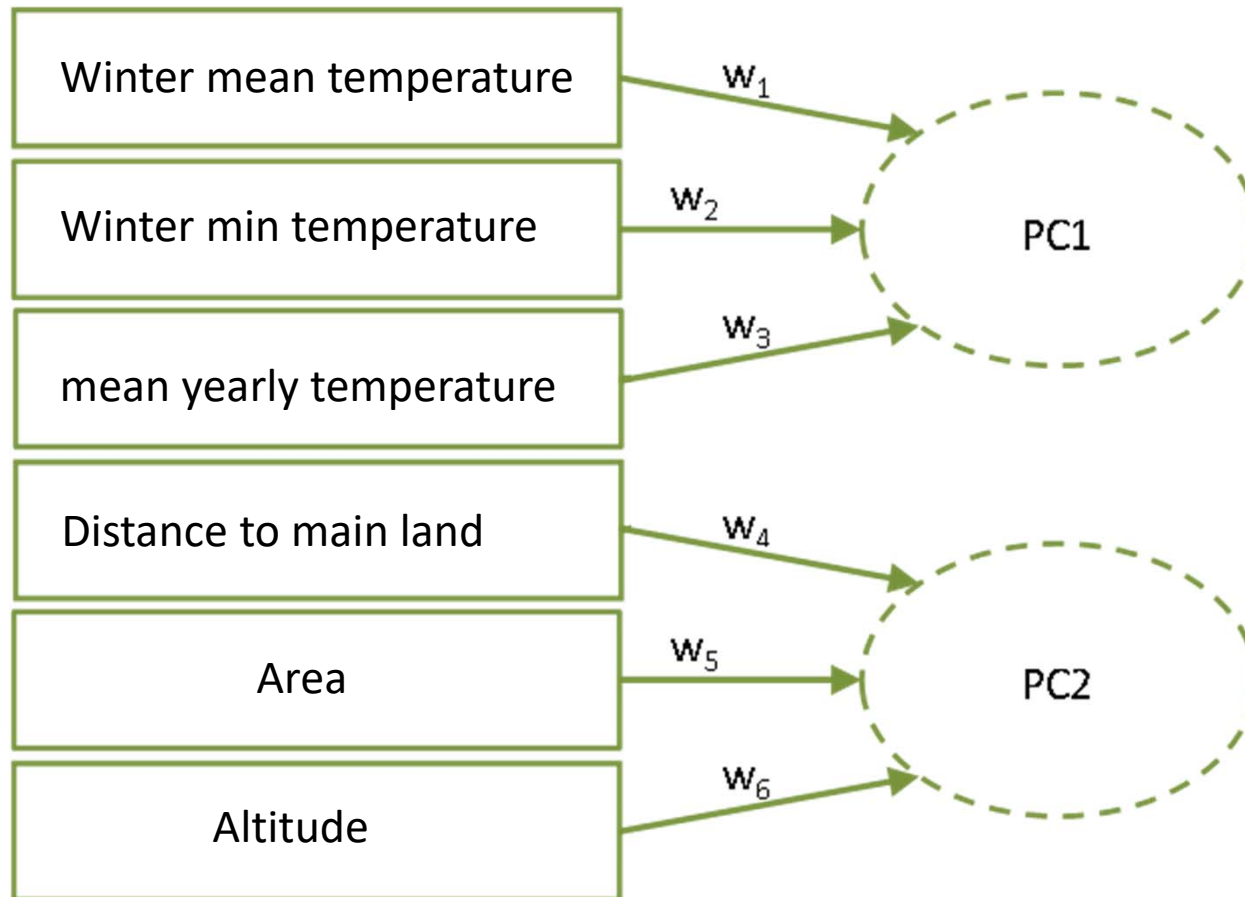 Winter mean temperature
w₁
Winter min temperature
w₂
PC1
mean yearly temperature
w₃
Distance to main land
w₄
Area
w₅
PC2
Altitude
w₆